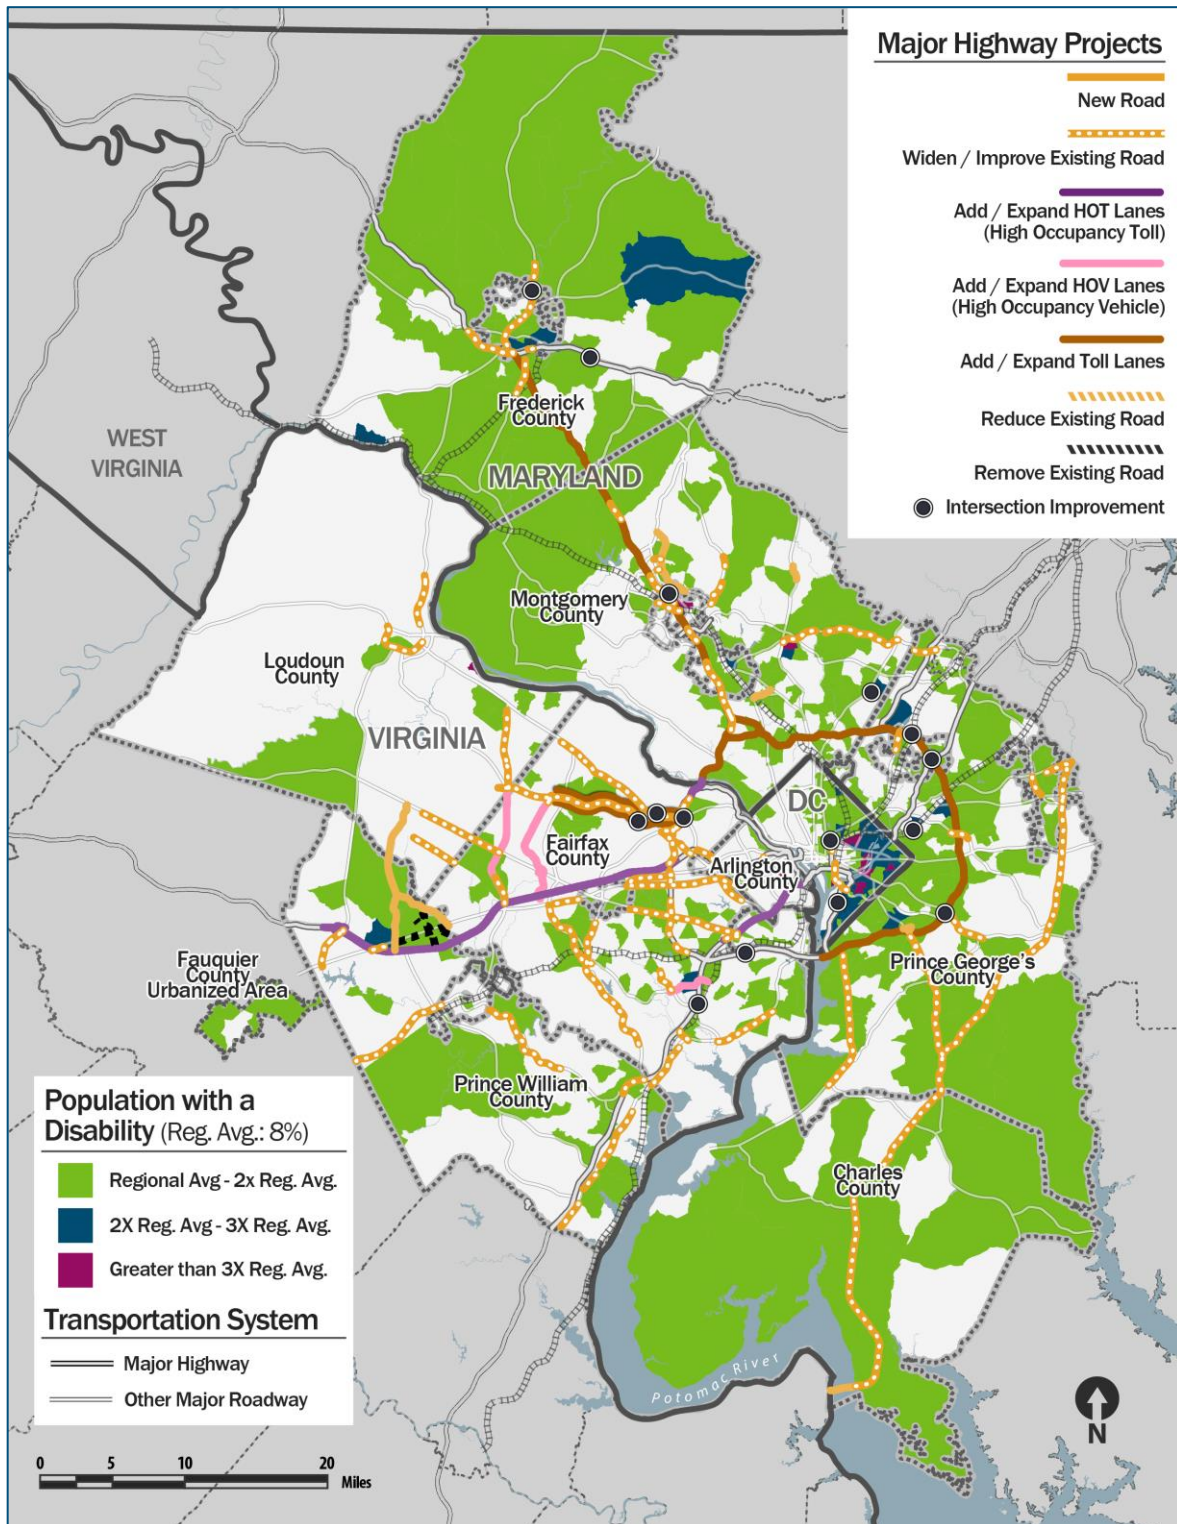 Major Highway Projects
New Road
Widen / Improve Existing Road
Add / Expand HOT Lanes
(High Occupancy Toll)
Add / Expand HOV Lanes
(High Occupancy Vehicle)
Add / Expand Toll Lanes
Reduce Existing Road
Remove Existing Road
Intersection Improvement
WEST
VIRGINIA
Frederick
County
MARYLAND
Montgomery
County
Loudoun
County
VIRGINIA
DC
Fairfax
County
Arlington
County
Fauquier
County
Urbanized Area
Prince George's
County
Prince William
County
Charles
County
Potomac River
Population with a
Disability (Reg. Avg.: 8%)
Regional Avg - 2x Reg. Avg.
2X Reg. Avg - 3X Reg. Avg.
Greater than 3X Reg. Avg.
Transportation System
Major Highway
Other Major Roadway
0 5 10 20
Miles
N